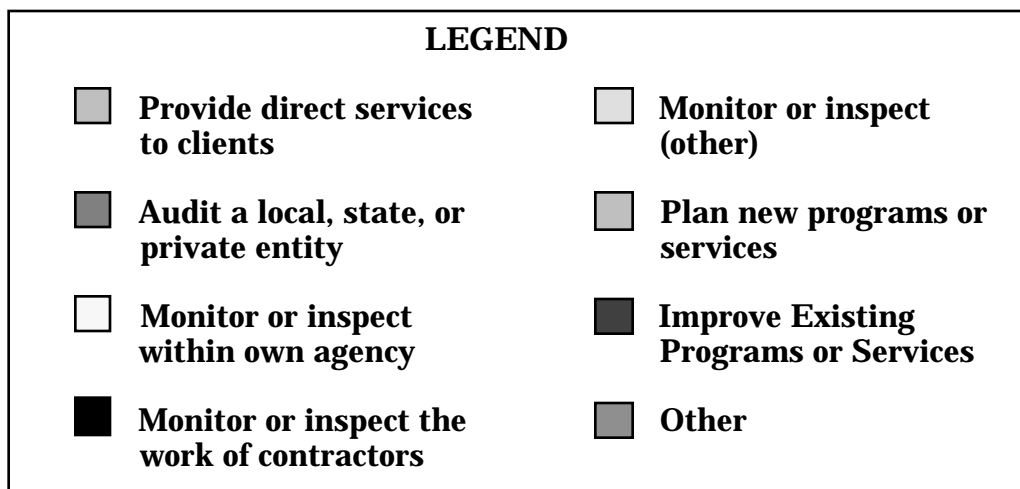 LEGEND
Provide direct services
to clients
Audit a local, state, or
private entity
Monitor or inspect
within own agency
Monitor or inspect the
work of contractors
Monitor or inspect
(other)
Plan new programs or
services
Improve Existing
Programs or Services
Other